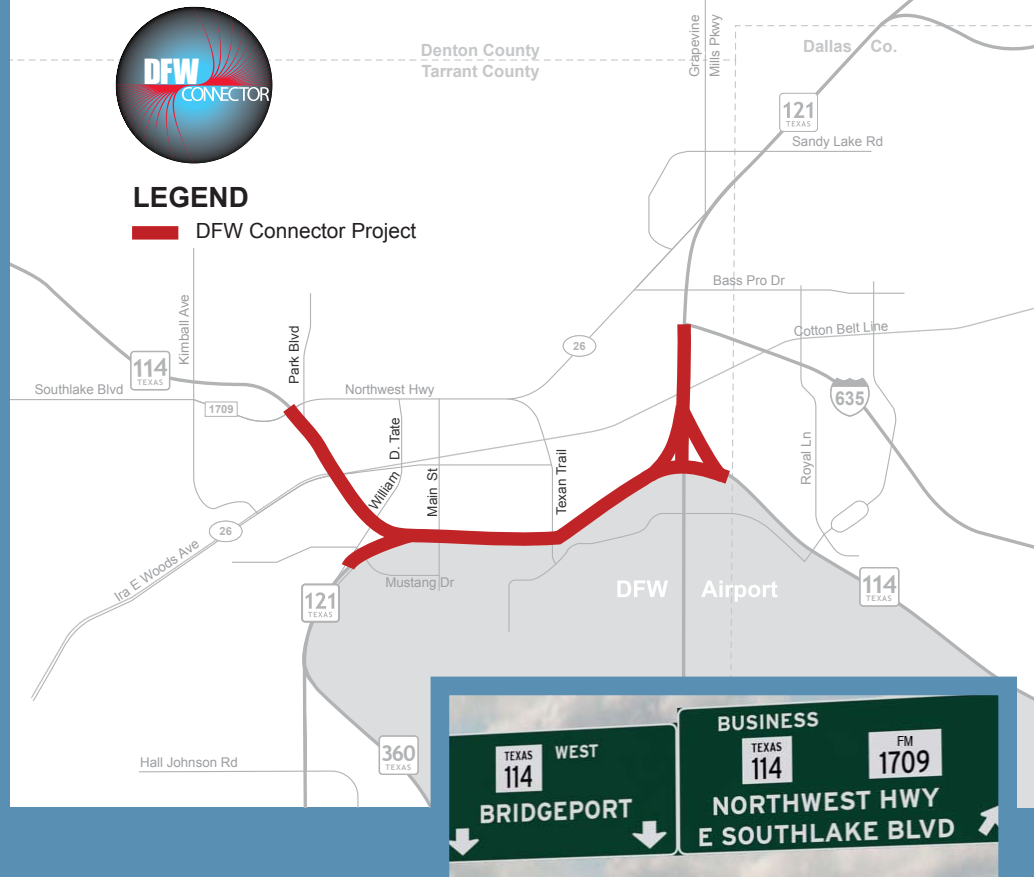 DFW
CONNECTOR
LEGEND
DFW Connector Project
Denton County
Tarrant County
Grapevine
Mills Pkwy
Dallas Co.
121
TEXAS
Sandy Lake Rd
Bass Pro Dr
Cotton Belt Line
Kimball Ave
Park Blvd
26
114
TEXAS
Southlake Blvd
1709
Northwest Hwy
635
William D. Tate
Main St
Texan Trail
Royal Ln
26
Ira E Woods Ave
Mustang Dr
121
TEXAS
DFW Airport
114
TEXAS
Hall Johnson Rd
360
TEXAS
TEXAS
114
WEST
BRIDGEPORT
BUSINESS
TEXAS
114
FM
1709
NORTHWEST HWY
E SOUTHLAKE BLVD